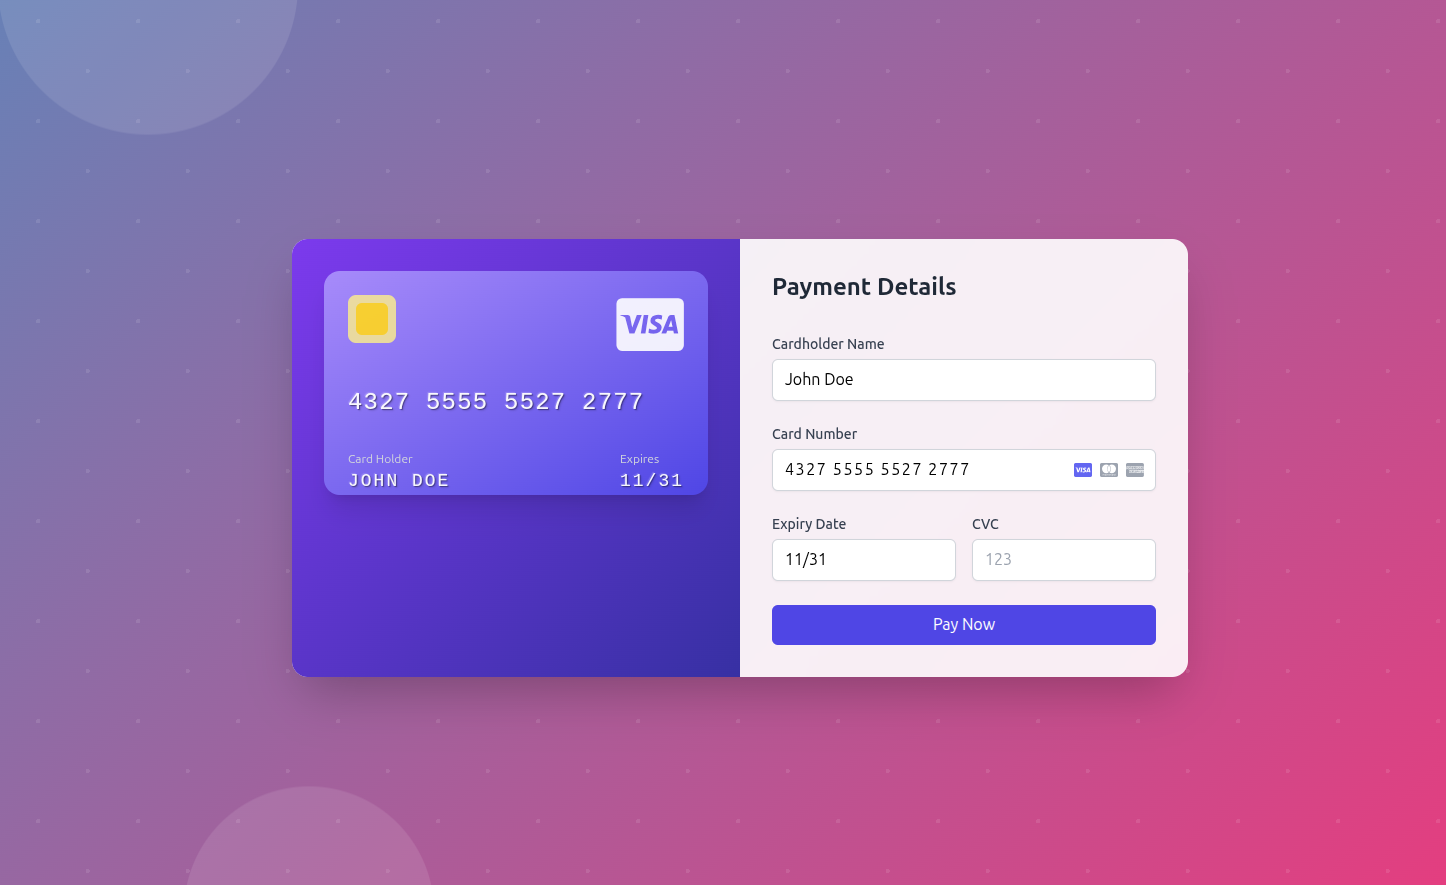 VISA
4327 5555 5527 2777
Card Holder
JOHN DOE
Expires
11/31
Payment Details
Cardholder Name
John Doe
Card Number
4327 5555 5527 2777
VISA
Expiry Date
11/31
CVC
123
Pay Now